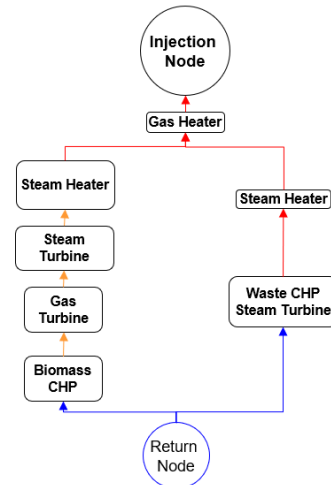 Injection
Node
Gas Heater
Steam Heater
Steam Heater
Steam
Turbine
Gas
Turbine
Waste CHP
Steam Turbine
Biomass
CHP
Return
Node